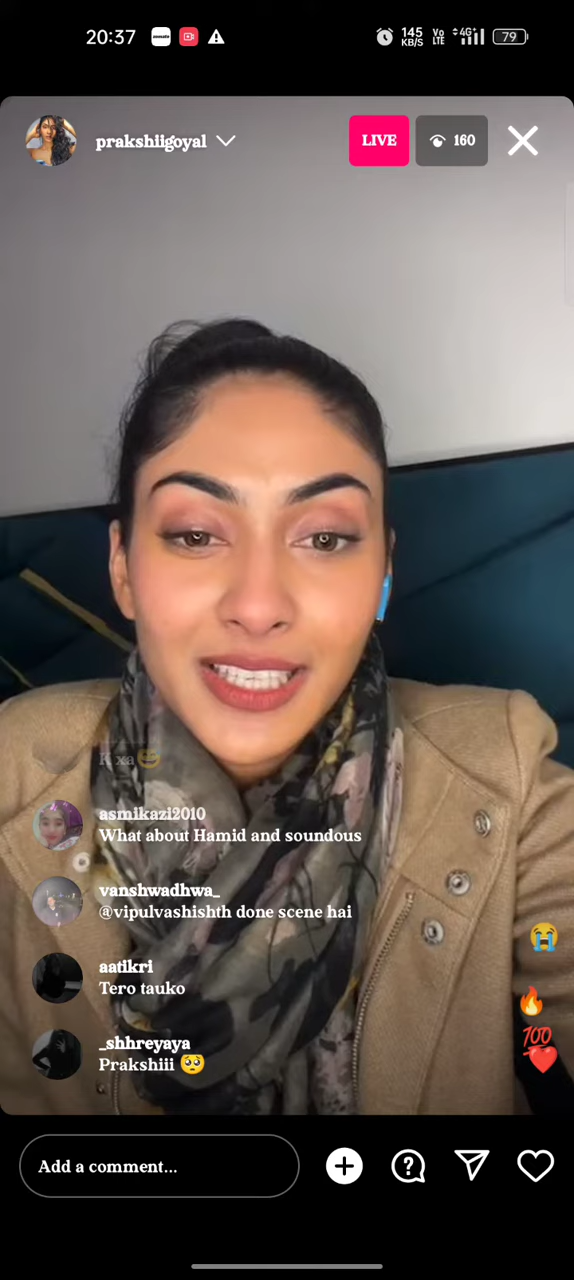 20:37
145 KB/S
Vo LTE
4G+
79
prakshiigoyal
LIVE
160
K xa😄
asmikazi2010
What about Hamid and soundous
vanshwadhwa_
@vipulvashishth done scene hai
aatikri
Tero tauko
_shhreyaya
Prakshiii 🥺
💯
Add a comment...